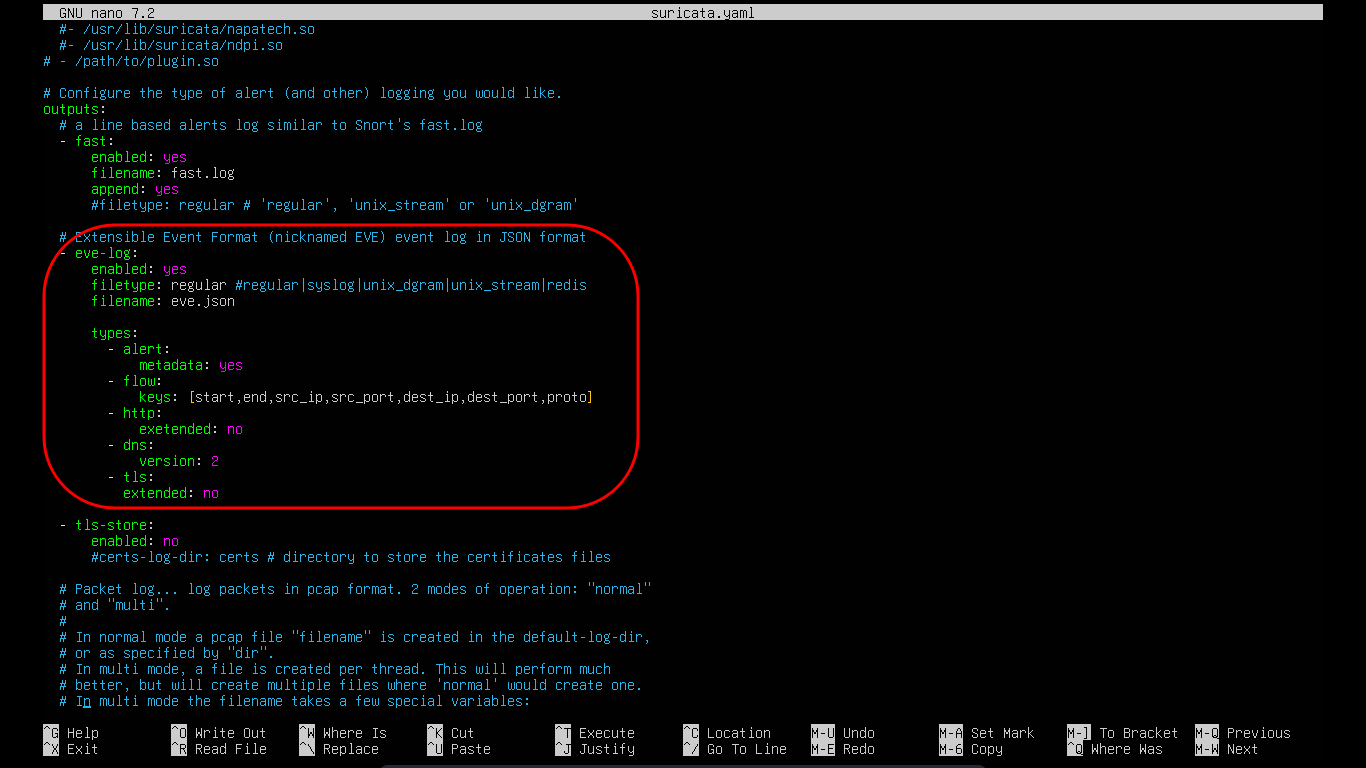 GNU nano 7.2 suricata.yaml
#- /usr/lib/suricata/napatech.so
#- /usr/lib/suricata/ndpi.so
# - /path/to/plugin.so
# Configure the type of alert (and other) logging you would like.
outputs:
# a line based alerts log similar to Snort's fast.log
- fast:
enabled: yes
filename: fast.log
append: yes
#filetype: regular # 'regular', 'unix_stream' or 'unix_dgram'
# Extensible Event Format (nicknamed EVE) event log in JSON format
- eve-log:
enabled: yes
filetype: regular #regular|syslog|unix_dgram|unix_stream|redis
filename: eve.json
types:
- alert:
metadata: yes
- flow:
keys: [start,end,src_ip,src_port,dest_ip,dest_port,proto]
- http:
exetended: no
- dns:
version: 2
- tls:
extended: no
- tls-store:
enabled: no
#certs-log-dir: certs # directory to store the certificates files
# Packet log... log packets in pcap format. 2 modes of operation: "normal"
# and "multi".
#
# In normal mode a pcap file "filename" is created in the default-log-dir,
# or as specified by "dir".
# In multi mode, a file is created per thread. This will perform much
# better, but will create multiple files where 'normal' would create one.
# In multi mode the filename takes a few special variables:
^G Help ^O Write Out ^W Where Is ^K Cut ^T Execute ^C Location M-U Undo M-A Set Mark M-] To Bracket M-Q Previous
^X Exit ^R Read File ^\ Replace ^U Paste ^J Justify ^/ Go To Line M-E Redo M-6 Copy ^Q Where Was M-W Next